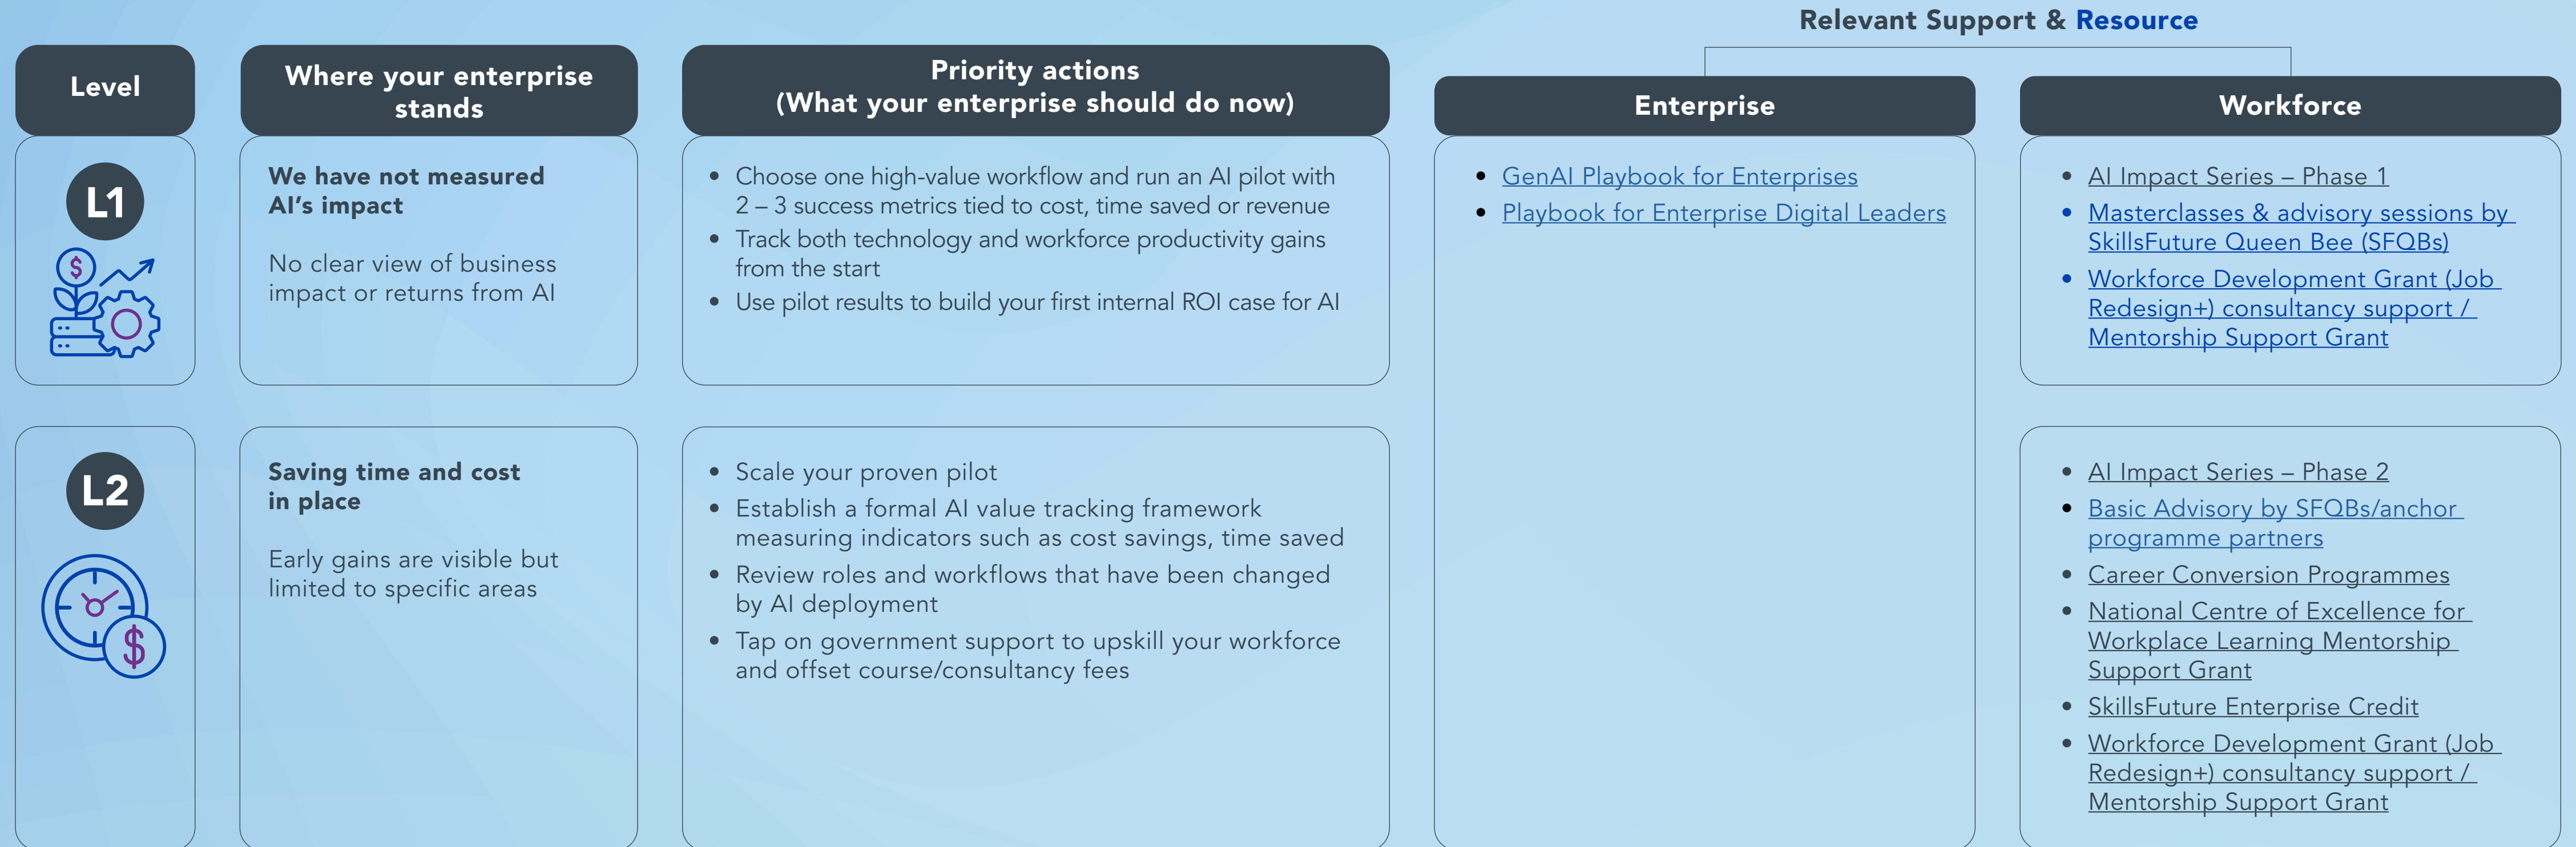 Relevant Support & Resource
Level
Where your enterprise
stands
Priority actions
(What your enterprise should do now)
Enterprise
Workforce
L1
We have not measured
AI's impact
No clear view of business
impact or returns from AI
• Choose one high-value workflow and run an AI pilot with
2 – 3 success metrics tied to cost, time saved or revenue
• Track both technology and workforce productivity gains
from the start
• Use pilot results to build your first internal ROI case for AI
• GenAI Playbook for Enterprises
• Playbook for Enterprise Digital Leaders
• AI Impact Series – Phase 1
• Masterclasses & advisory sessions by
SkillsFuture Queen Bee (SFQBs)
• Workforce Development Grant (Job
Redesign+) consultancy support /
Mentorship Support Grant
L2
Saving time and cost
in place
Early gains are visible but
limited to specific areas
• Scale your proven pilot
• Establish a formal AI value tracking framework
measuring indicators such as cost savings, time saved
• Review roles and workflows that have been changed
by AI deployment
• Tap on government support to upskill your workforce
and offset course/consultancy fees
• AI Impact Series – Phase 2
• Basic Advisory by SFQBs/anchor
programme partners
• Career Conversion Programmes
• National Centre of Excellence for
Workplace Learning Mentorship
Support Grant
• SkillsFuture Enterprise Credit
• Workforce Development Grant (Job
Redesign+) consultancy support /
Mentorship Support Grant